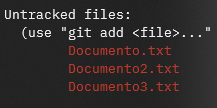 Untracked files:
(use "git add <file>..."
Documento.txt
Documento2.txt
Documento3.txt